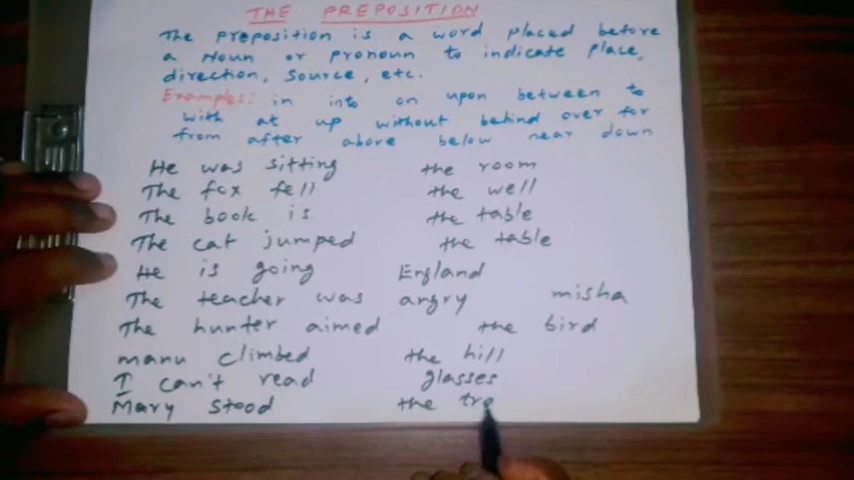 THE PREPOSITION
The preposition is a word placed before
a Noun or pronoun to indicate place,
direction, source, etc.
Examples: in into on upon between to
with at up without behind over for
from after above below near down
He was sitting the room
The fox fell the well
The book is the table
The cat jumped the table
He is going England
The teacher was angry misha
The hunter aimed the bird
manu climbed the hill
I can't read glasses
Mary stood the tre